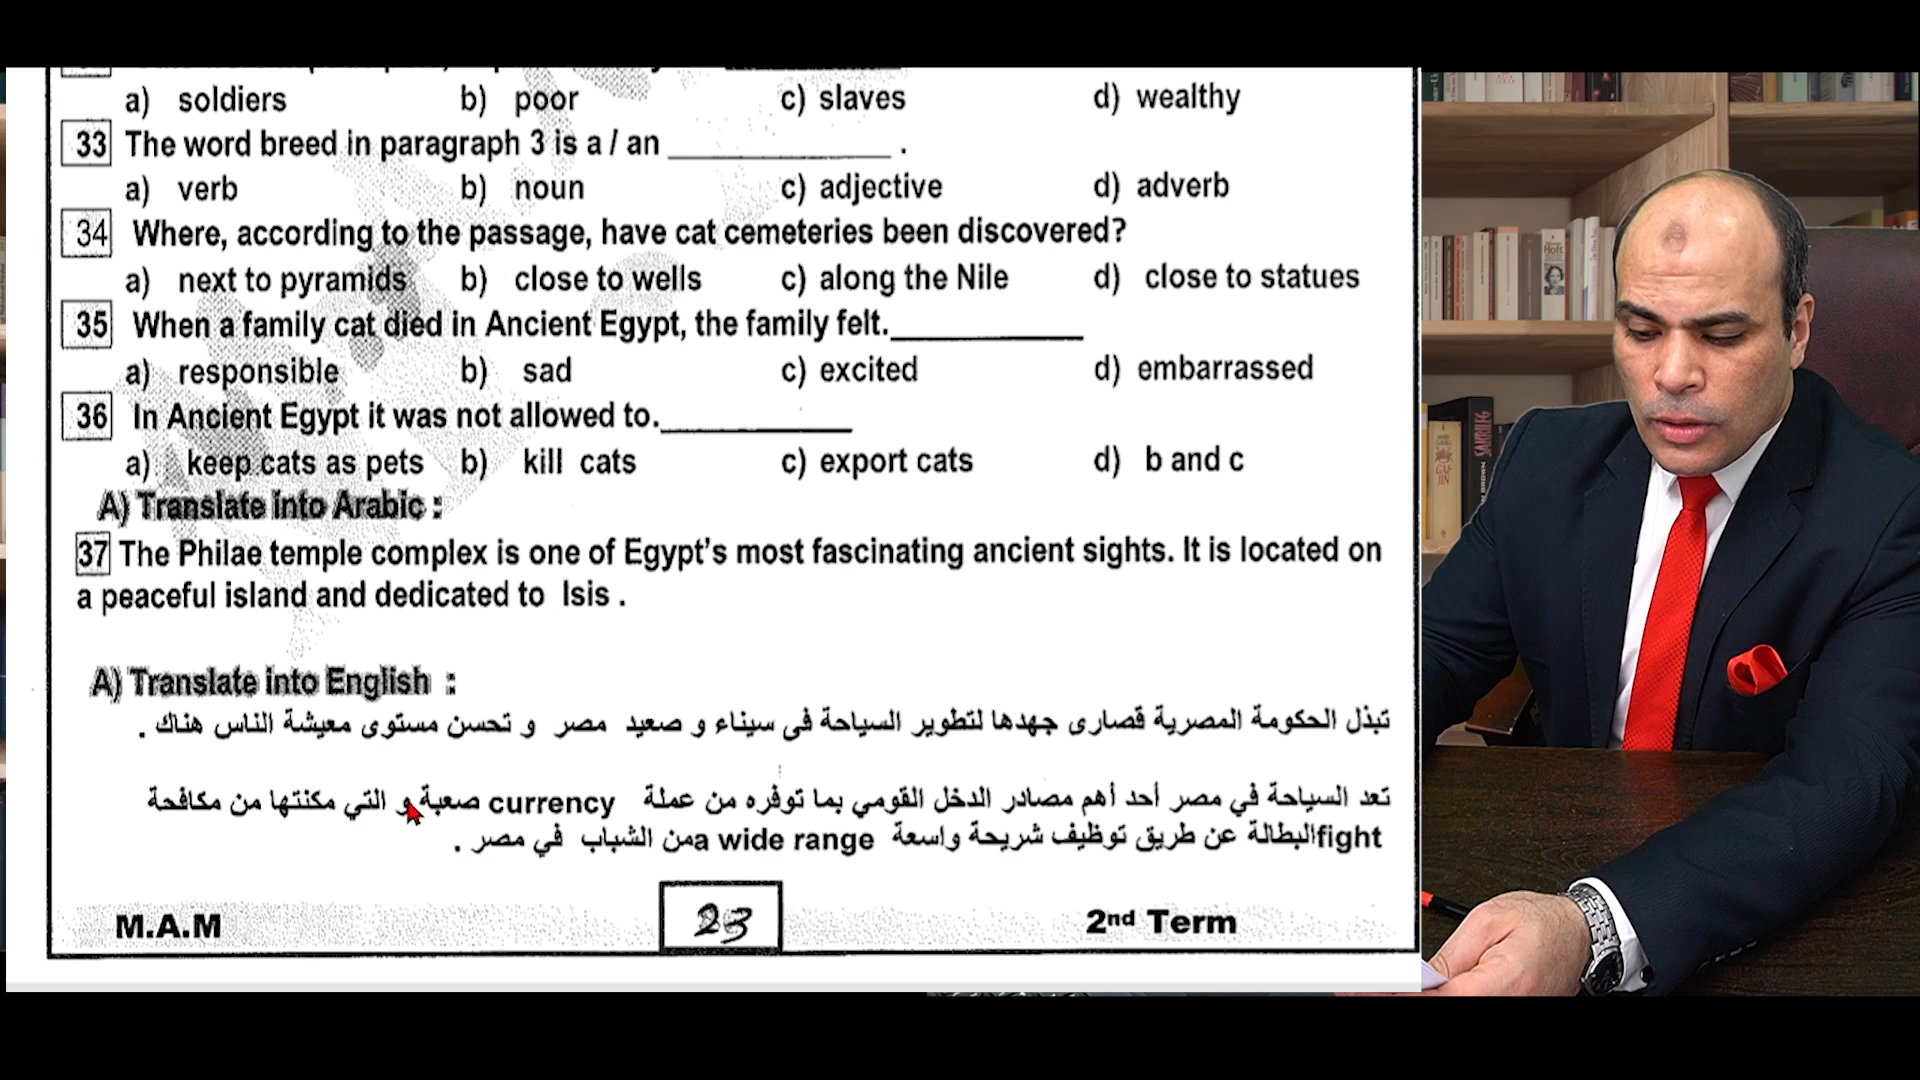 a) soldiers b) poor c) slaves d) wealthy
33 The word breed in paragraph 3 is a / an ______________ .
a) verb b) noun c) adjective d) adverb
34 Where, according to the passage, have cat cemeteries been discovered?
a) next to pyramids b) close to wells c) along the Nile d) close to statues
35 When a family cat died in Ancient Egypt, the family felt.____________
a) responsible b) sad c) excited d) embarrassed
36 In Ancient Egypt it was not allowed to.____________
a) keep cats as pets b) kill cats c) export cats d) b and c
A) Translate into Arabic :
37 The Philae temple complex is one of Egypt's most fascinating ancient sights. It is located on
a peaceful island and dedicated to Isis .
A) Translate into English :
تبذل الحكومة المصرية قصارى جهدها لتطوير السياحة فى سيناء و صعيد مصر و تحسن مستوى معيشة الناس هناك .
تعد السياحة في مصر أحد أهم مصادر الدخل القومي بما توفره من عملة currency صعبة و التي مكنتها من مكافحة
fight البطالة عن طريق توظيف شريحة واسعة a wide range من الشباب في مصر .
M.A.M 23 2nd Term